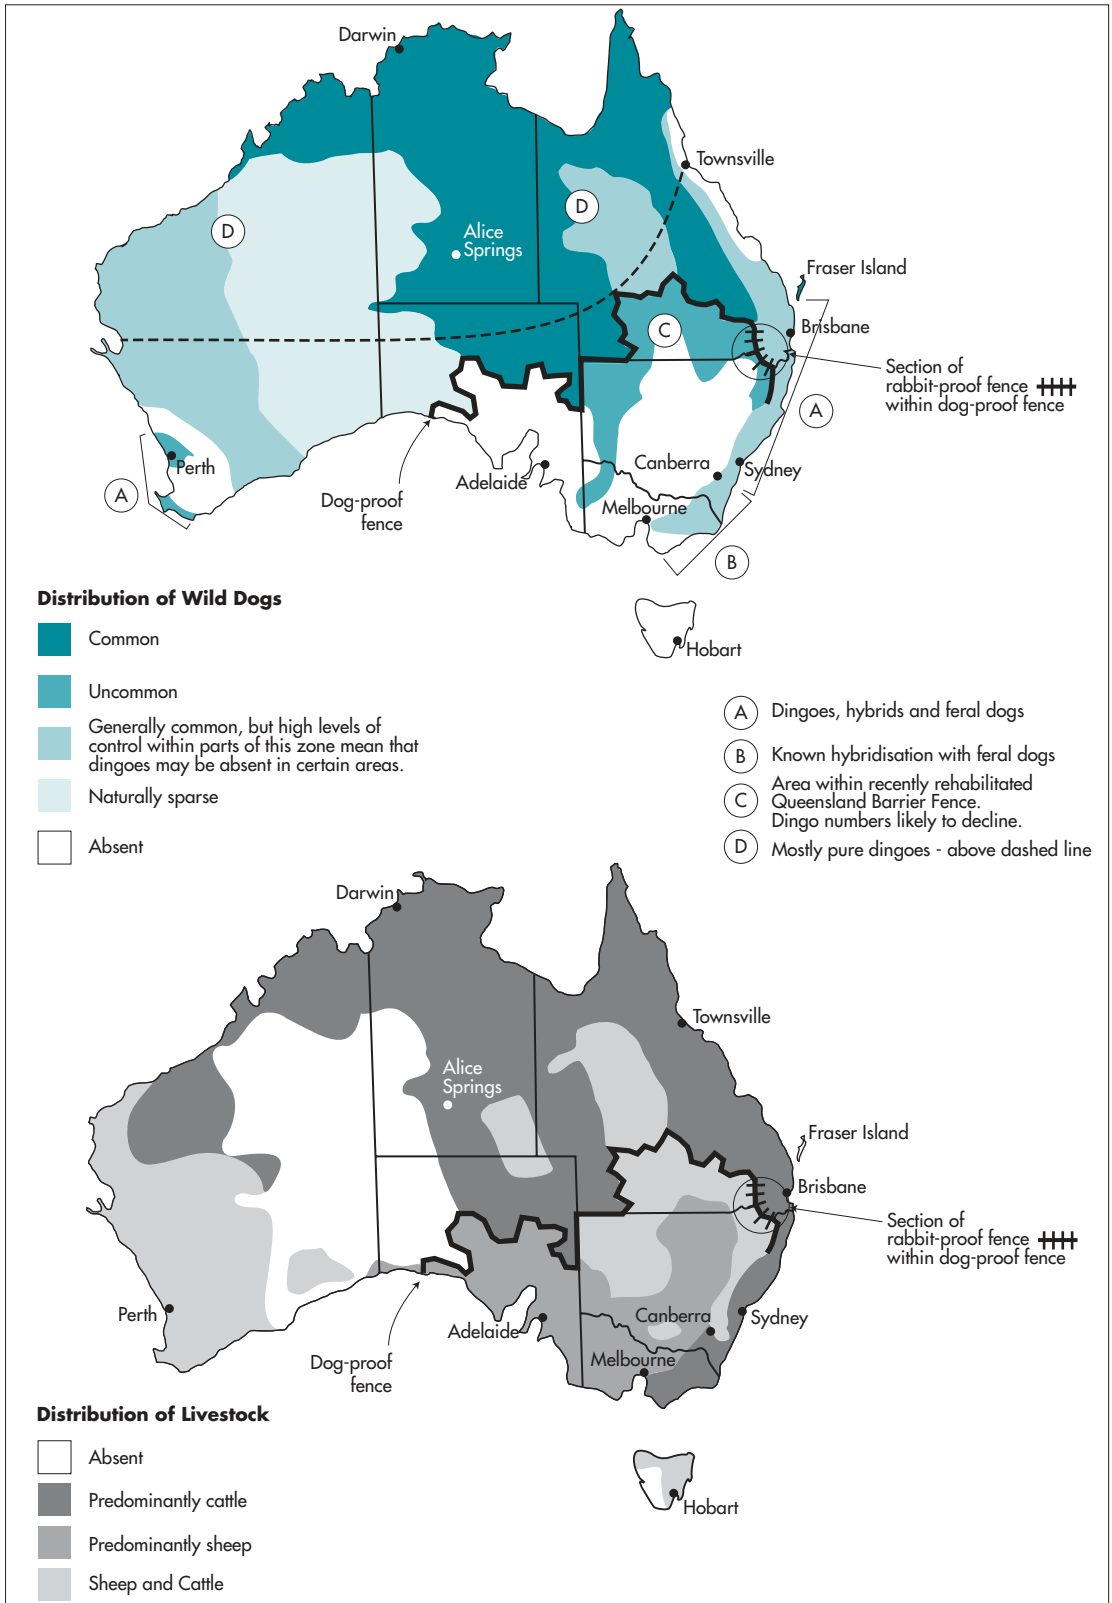 Darwin
Townsville
D
D
Alice
Springs
Fraser Island
C
Brisbane
Section of
rabbit-proof fence
within dog-proof fence
A
Perth
Canberra
Sydney
Adelaide
A
Dog-proof
fence
Melbourne
B
Distribution of Wild Dogs
Common
Hobart
Uncommon
Generally common, but high levels of
control within parts of this zone mean that
dingoes may be absent in certain areas.
Naturally sparse
Absent
A Dingoes, hybrids and feral dogs
B Known hybridisation with feral dogs
C Area within recently rehabilitated
Queensland Barrier Fence.
Dingo numbers likely to decline.
D Mostly pure dingoes - above dashed line
Darwin
Townsville
Alice
Springs
Fraser Island
Brisbane
Section of
rabbit-proof fence
within dog-proof fence
Perth
Canberra
Sydney
Adelaide
Dog-proof
fence
Melbourne
Distribution of Livestock
Absent
Predominantly cattle
Hobart
Predominantly sheep
Sheep and Cattle